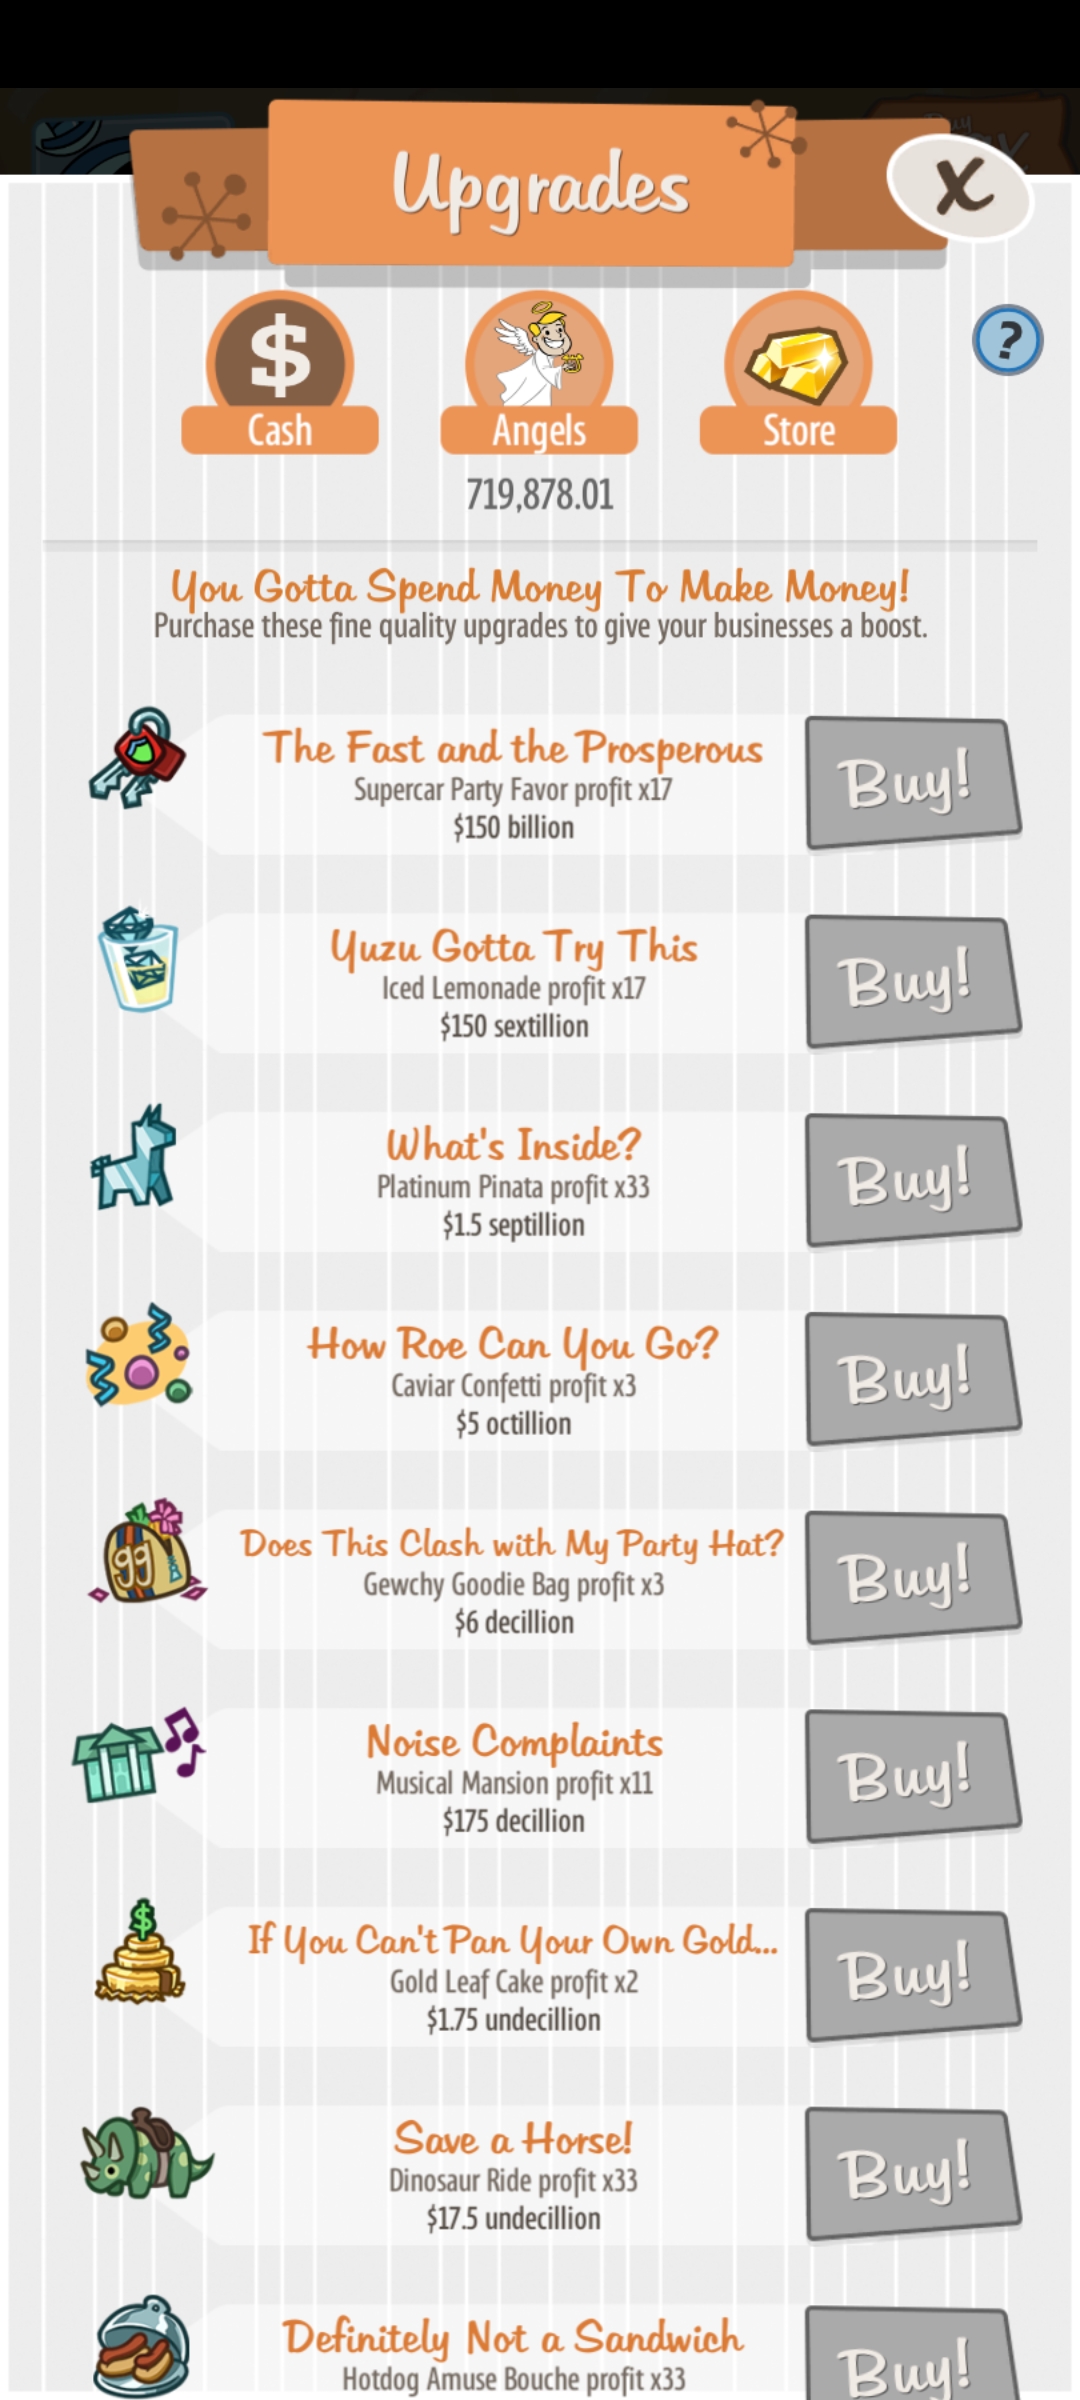 Upgrades
X
$
Cash
Angels
Store
?
719,878.01
You Gotta Spend Money To Make Money!
Purchase these fine quality upgrades to give your businesses a boost.
The Fast and the Prosperous
Supercar Party Favor profit x17
$150 billion
Buy!
Yuzu Gotta Try This
Iced Lemonade profit x17
$150 sextillion
Buy!
What's Inside?
Platinum Pinata profit x33
$1.5 septillion
Buy!
How Roe Can You Go?
Caviar Confetti profit x3
$5 octillion
Buy!
gg
Does This Clash with My Party Hat?
Gewchy Goodie Bag profit x3
$6 decillion
Buy!
Noise Complaints
Musical Mansion profit x11
$175 decillion
Buy!
$
If You Can't Pan Your Own Gold...
Gold Leaf Cake profit x2
$1.75 undecillion
Buy!
Save a Horse!
Dinosaur Ride profit x33
$17.5 undecillion
Buy!
Definitely Not a Sandwich
Hotdog Amuse Bouche profit x33
Buy!